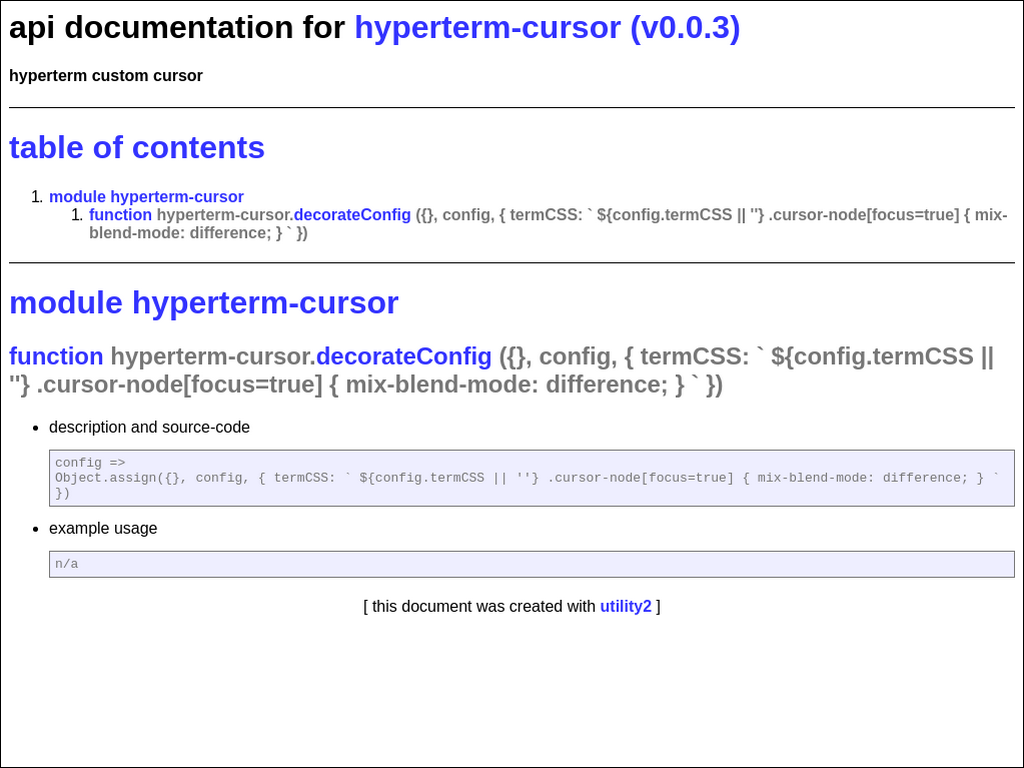 api documentation for hyperterm-cursor (v0.0.3)
hyperterm custom cursor
table of contents
1. module hyperterm-cursor
1. function hyperterm-cursor.decorateConfig ({}, config, { termCSS: ` ${config.termCSS || ''} .cursor-node[focus=true] { mix-
blend-mode: difference; } ` })
module hyperterm-cursor
function hyperterm-cursor.decorateConfig ({}, config, { termCSS: ` ${config.termCSS ||
''} .cursor-node[focus=true] { mix-blend-mode: difference; } ` })
• description and source-code
config =>
Object.assign({}, config, { termCSS: ` ${config.termCSS || ''} .cursor-node[focus=true] { mix-blend-mode: difference; } `
})
• example usage
n/a
[ this document was created with utility2 ]